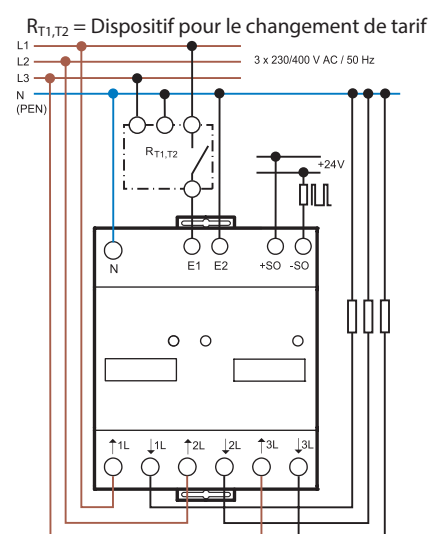 RT1,T2 = Dispositif pour le changement de tarif
L1
L2
3 x 230/400 V AC / 50 Hz
L3
N
(PEN)
RT1,T2
+24V
N
E1
E2
+SO
-SO
↑1L
↓1L
↑2L
↓2L
↑3L
↓3L